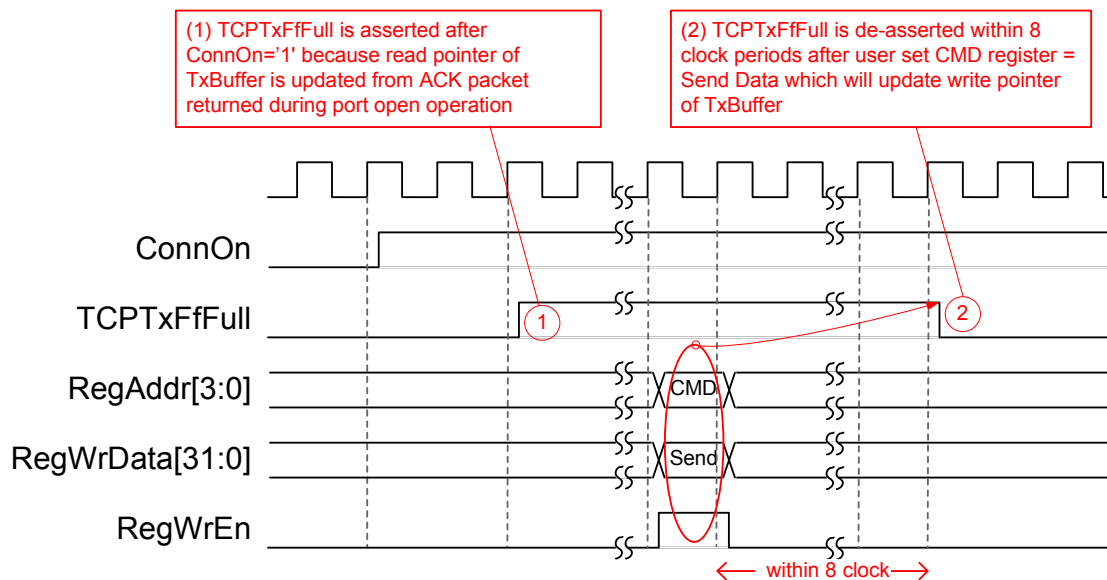 (1) TCPTxFfFull is asserted after
ConnOn='1' because read pointer of
TxBuffer is updated from ACK packet
returned during port open operation
(2) TCPTxFfFull is de-asserted within 8
clock periods after user set CMD register =
Send Data which will update write pointer
of TxBuffer
ConnOn
TCPTxFfFull
1
2
RegAddr[3:0]
CMD
RegWrData[31:0]
Send
RegWrEn
within 8 clock